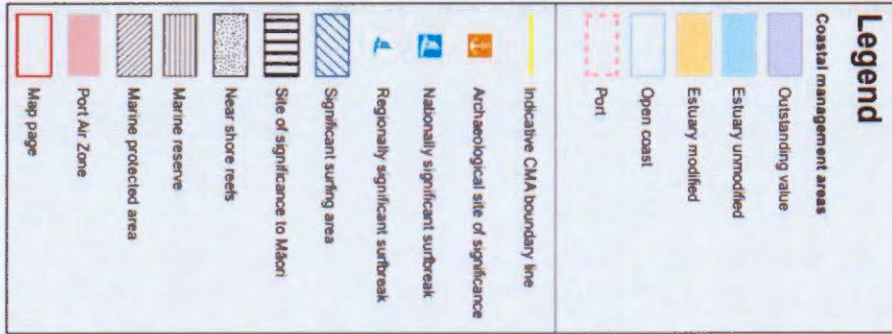 Legend
Coastal management areas
Outstanding value
Estuary unmodified
Estuary modified
Open coast
Port
Indicative CMA boundary line
Archaeological site of significance
Nationally significant surfbreak
Regionally significant surfbreak
Significant surfing area
Site of significance to Māori
Near shore reefs
Marine reserve
Marine protected area
Port Air Zone
Map page